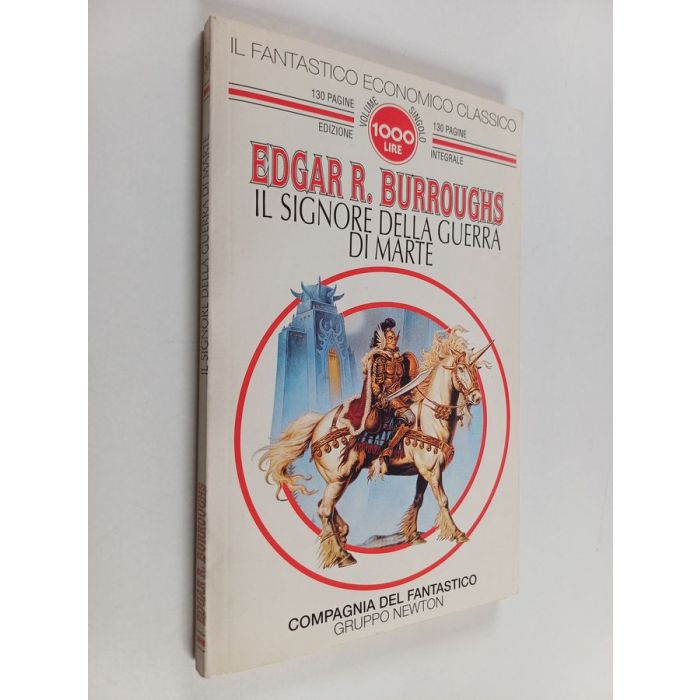 IL FANTASTICO ECONOMICO CLASSICO
130 PAGINE
VOLUME SINGOLO
130 PAGINE
EDIZIONE
1000
LIRE
INTEGRALE
EDGAR R. BURROUGHS
IL SIGNORE DELLA GUERRA
DI MARTE
COMPAGNIA DEL FANTASTICO
GRUPPO NEWTON
EDGAR R. BURROUGHS
IL SIGNORE DELLA GUERRA DI MARTE